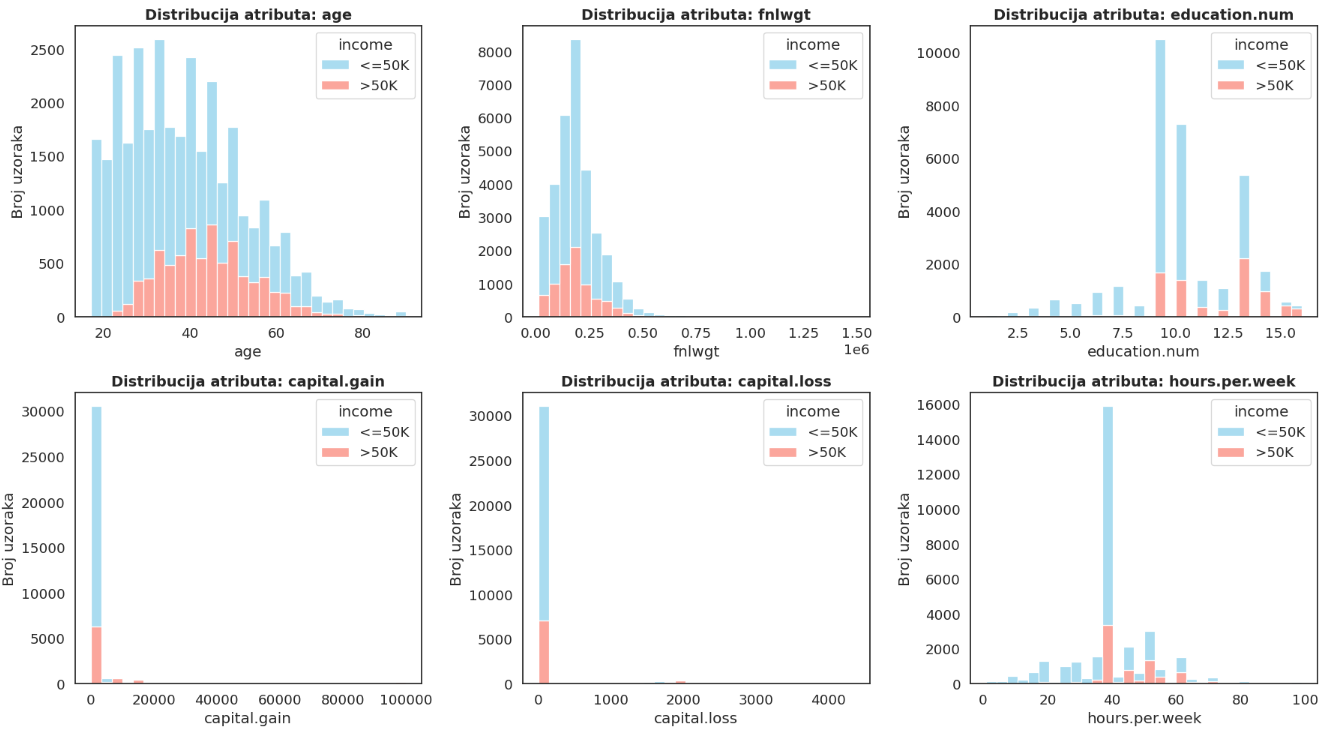 Distribucija atributa: age
Broj uzoraka
2500
2000
1500
1000
500
0
20
40
60
80
age
income
<=50K
>50K
Distribucija atributa: fnlwgt
Broj uzoraka
8000
7000
6000
5000
4000
3000
2000
1000
0
0.00
0.25
0.50
0.75
1.00
1.25
1.50
1e6
fnlwgt
income
<=50K
>50K
Distribucija atributa: education.num
Broj uzoraka
10000
8000
6000
4000
2000
0
2.5
5.0
7.5
10.0
12.5
15.0
education.num
income
<=50K
>50K
Distribucija atributa: capital.gain
Broj uzoraka
30000
25000
20000
15000
10000
5000
0
0
20000
40000
60000
80000
100000
capital.gain
income
<=50K
>50K
Distribucija atributa: capital.loss
Broj uzoraka
30000
25000
20000
15000
10000
5000
0
0
1000
2000
3000
4000
capital.loss
income
<=50K
>50K
Distribucija atributa: hours.per.week
Broj uzoraka
16000
14000
12000
10000
8000
6000
4000
2000
0
0
20
40
60
80
100
hours.per.week
income
<=50K
>50K